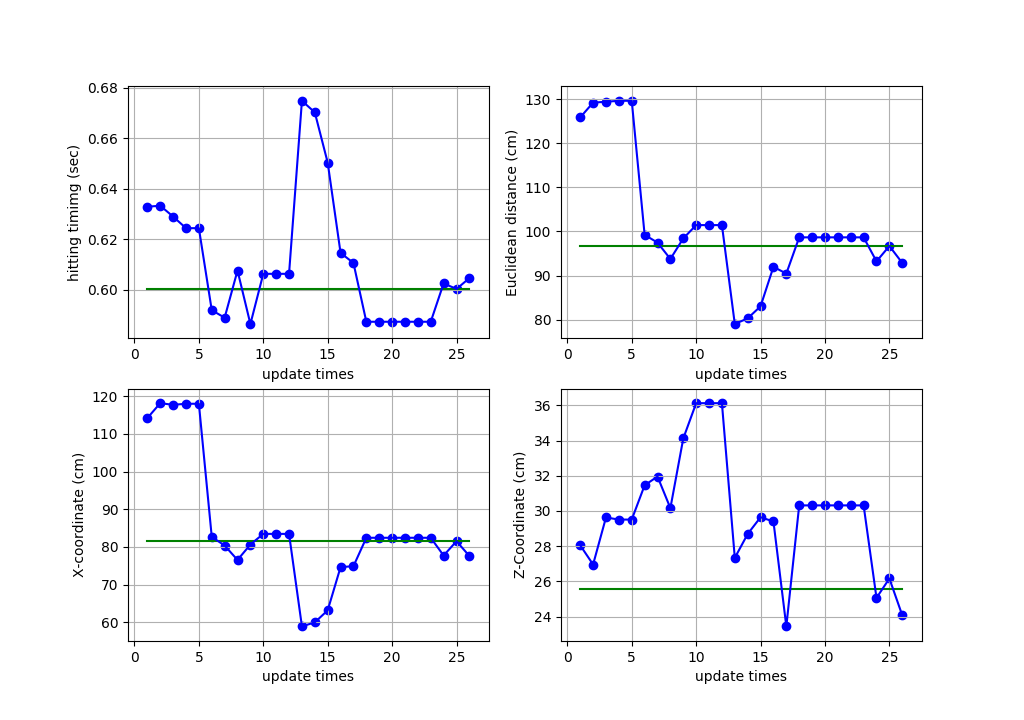 0.68
0.66
0.64
0.62
0.60
hitting timimg (sec)
0 5 10 15 20 25
update times
130
120
110
100
90
80
Euclidean distance (cm)
0 5 10 15 20 25
update times
120
110
100
90
80
70
60
X-coordinate (cm)
0 5 10 15 20 25
update times
36
34
32
30
28
26
24
Z-Coordinate (cm)
0 5 10 15 20 25
update times